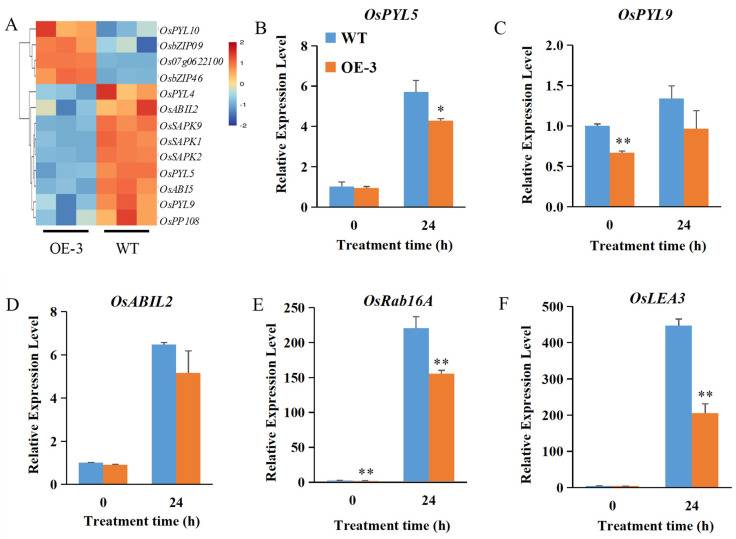 A
OsPYL10
OsbZIP09
Os07g0622100
OsbZIP46
OsPYL4
OsABIL2
OsSAPK9
OsSAPK1
OsSAPK2
OsPYL5
OsABI5
OsPYL9
OsPP108
2
1
0
-1
-2
OE-3 WT
B
OsPYL5
WT
OE-3
Relative Expression Level
8
6
4
2
0
*
0 24
Treatment time (h)
C
OsPYL9
Relative Expression Level
2.0
1.5
1.0
0.5
0.0
**
0 24
Treatment time (h)
D
OsABIL2
Relative Expression Level
8
6
4
2
0
0 24
Treatment time (h)
E
OsRab16A
Relative Expression Level
250
200
150
100
50
0
**
**
0 24
Treatment time (h)
F
OsLEA3
Relative Expression Level
500
400
300
200
100
0
**
0 24
Treatment time (h)